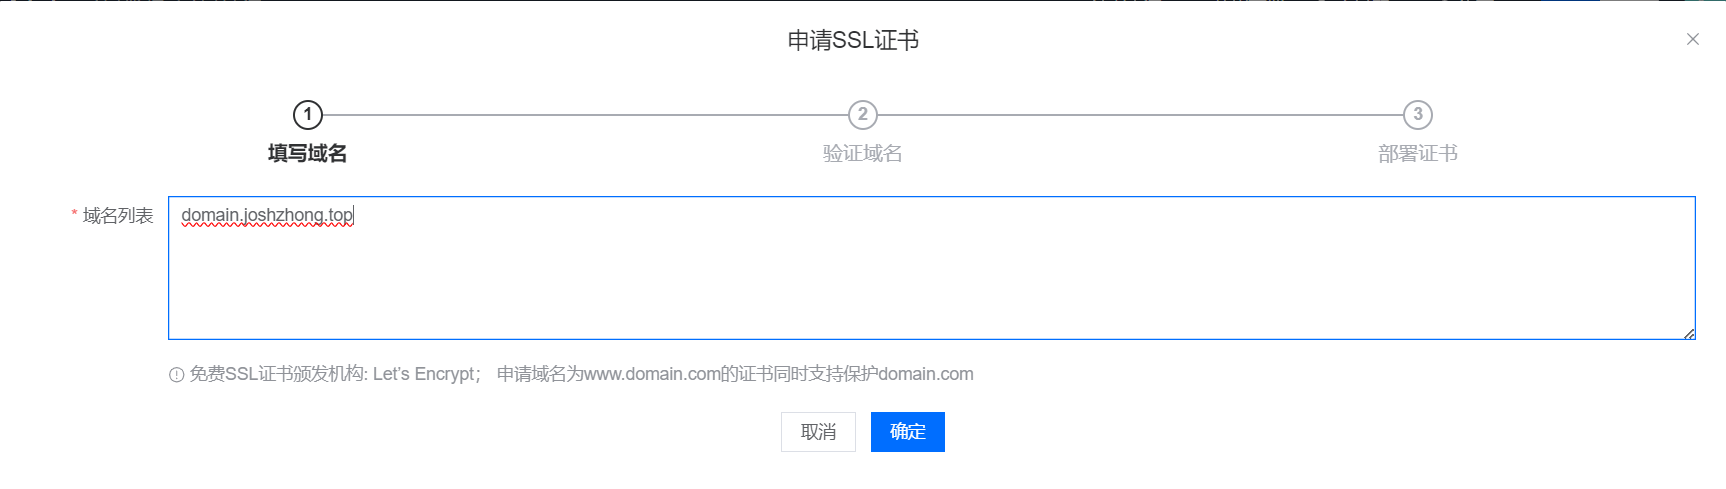 申请SSL证书
1
2
3
填写域名
验证域名
部署证书
* 域名列表
domain.joshzhong.top
免费SSL证书颁发机构: Let's Encrypt； 申请域名为www.domain.com的证书同时支持保护domain.com
取消
确定